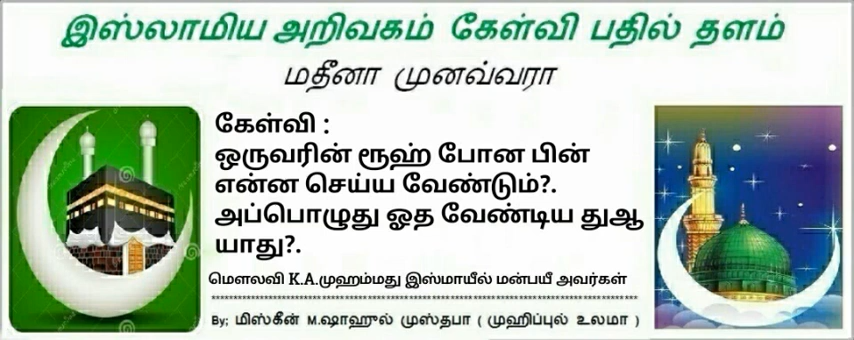 இஸ்லாமிய அறிவகம் கேள்வி பதில் தளம்
மதீனா முனவ்வரா
கேள்வி :
ஒருவரின் ரூஹ் போன பின்
என்ன செய்ய வேண்டும்?.
அப்பொழுது ஓத வேண்டிய துஆ
யாது?.
மௌலவி K.A.முஹம்மது இஸ்மாயீல் மன்பயீ அவர்கள்
By; மிஸ்கீன் M.ஷாஹுல் முஸ்தபா ( முஹிப்புல் உலமா )